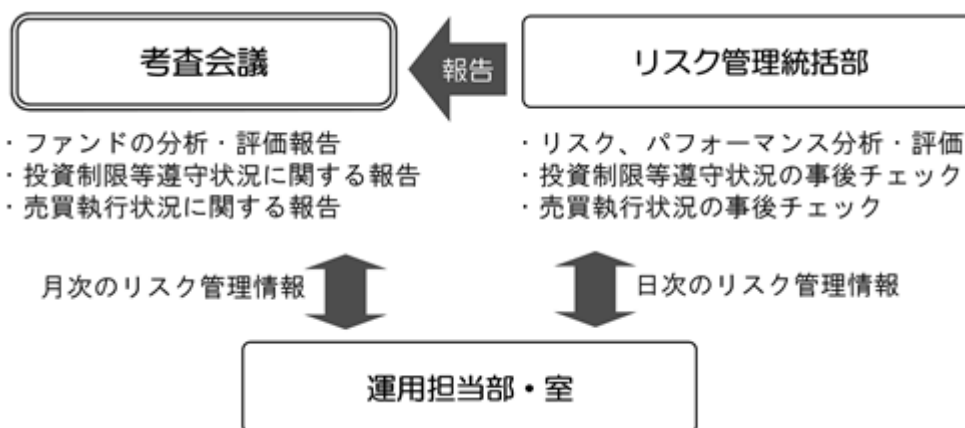 考査会議
報告
リスク管理統括部
・ファンドの分析・評価報告
・投資制限等遵守状況に関する報告
・売買執行状況に関する報告
・リスク、パフォーマンス分析・評価
・投資制限等遵守状況の事後チェック
・売買執行状況の事後チェック
月次のリスク管理情報
日次のリスク管理情報
運用担当部・室